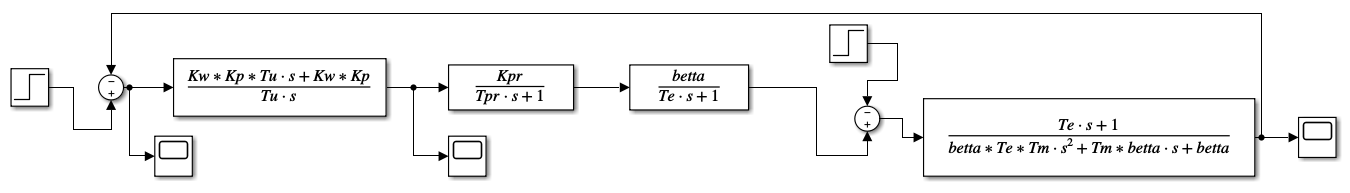 Kw * Kp * Tu · s + Kw * Kp
Tu · s
Kpr
Tpr · s + 1
betta
Te · s + 1
Te · s + 1
betta * Te * Tm · s² + Tm * betta · s + betta